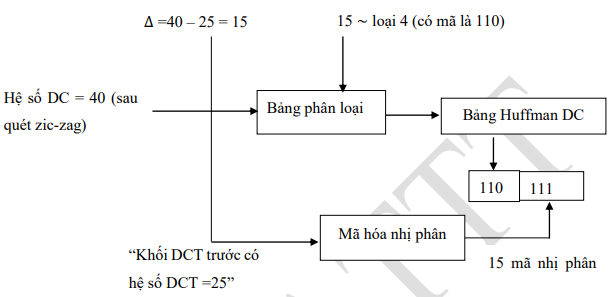 Δ =40 – 25 = 15
15 ~ loại 4 (có mã là 110)
Hệ số DC = 40 (sau
quét zic-zag)
Bảng phân loại
Bảng Huffman DC
110
111
Mã hóa nhị phân
"Khối DCT trước có
hệ số DCT =25"
15 mã nhị phân